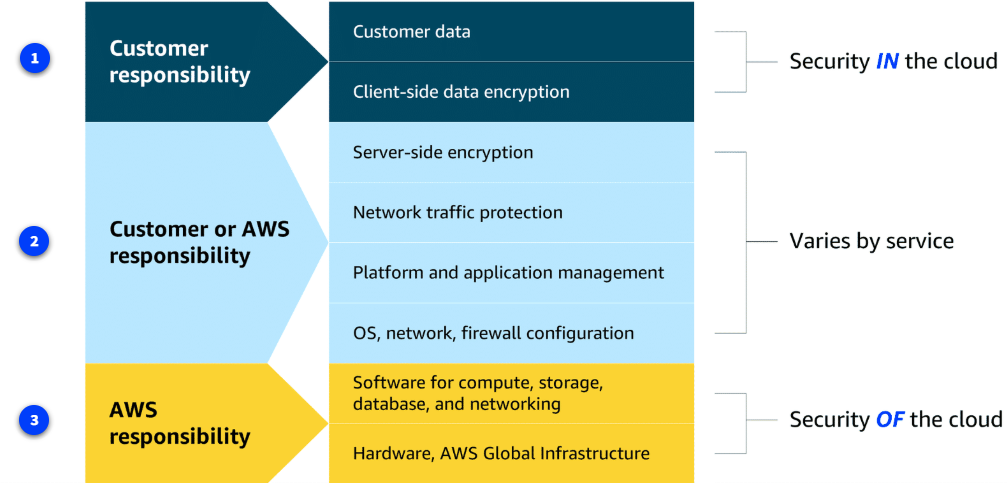 1
Customer
responsibility
Customer data
Client-side data encryption
Security IN the cloud
2
Customer or AWS
responsibility
Server-side encryption
Network traffic protection
Platform and application management
OS, network, firewall configuration
Varies by service
3
AWS
responsibility
Software for compute, storage,
database, and networking
Hardware, AWS Global Infrastructure
Security OF the cloud